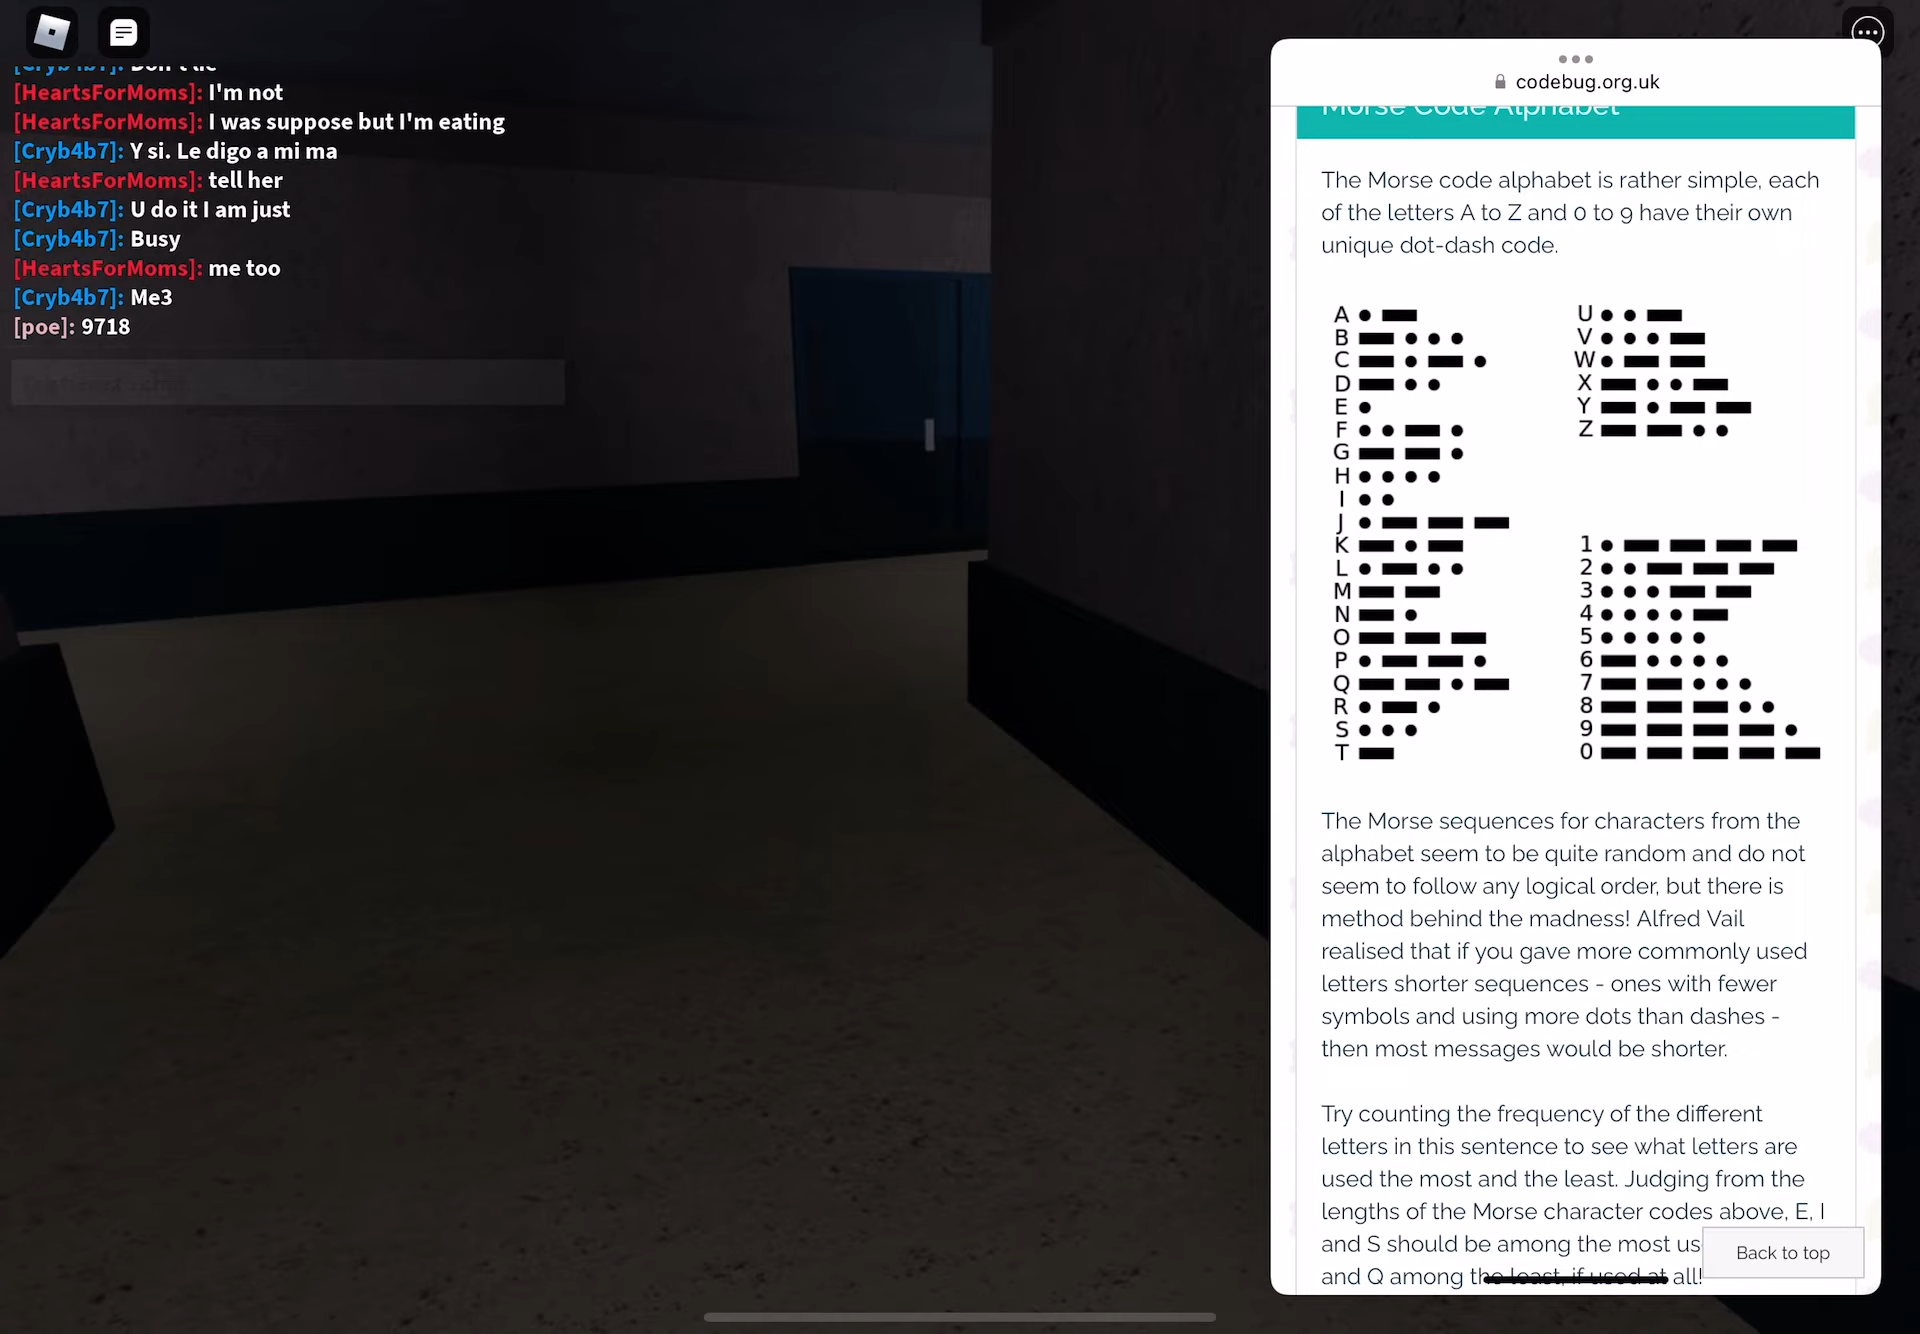 [Cryb4b7]: Don't lie
[HeartsForMoms]: I'm not
[HeartsForMoms]: I was suppose but I'm eating
[Cryb4b7]: Y si. Le digo a mi ma
[HeartsForMoms]: tell her
[Cryb4b7]: U do it I am just
[Cryb4b7]: Busy
[HeartsForMoms]: me too
[Cryb4b7]: Me3
[poe]: 9718
codebug.org.uk
Morse Code Alphabet
The Morse code alphabet is rather simple, each
of the letters A to Z and 0 to 9 have their own
unique dot-dash code.
A
B
C
D
E
F
G
H
I
J
K
L
M
N
O
P
Q
R
S
T
U
V
W
X
Y
Z
1
2
3
4
5
6
7
8
9
0
The Morse sequences for characters from the
alphabet seem to be quite random and do not
seem to follow any logical order, but there is
method behind the madness! Alfred Vail
realised that if you gave more commonly used
letters shorter sequences - ones with fewer
symbols and using more dots than dashes -
then most messages would be shorter.
Try counting the frequency of the different
letters in this sentence to see what letters are
used the most and the least. Judging from the
lengths of the Morse character codes above, E, I
and S should be among the most us
and Q among the least, if used at all!
Back to top